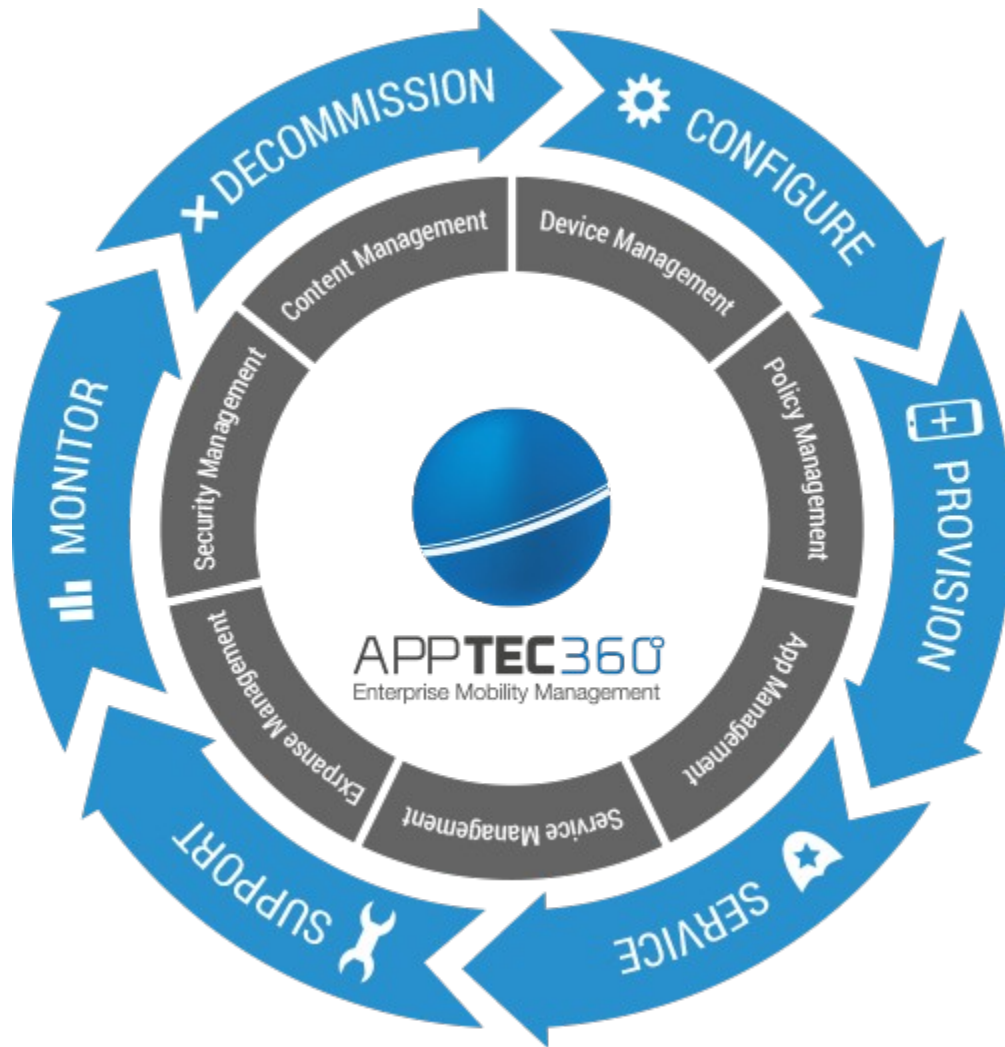 DECOMMISSION
CONFIGURE
PROVISION
SERVICE
SUPPORT
MONITOR
Content Management
Device Management
Policy Management
App Management
Service Management
Exrpanse Management
Security Management
APPTEC360°
Enterprise Mobility Management